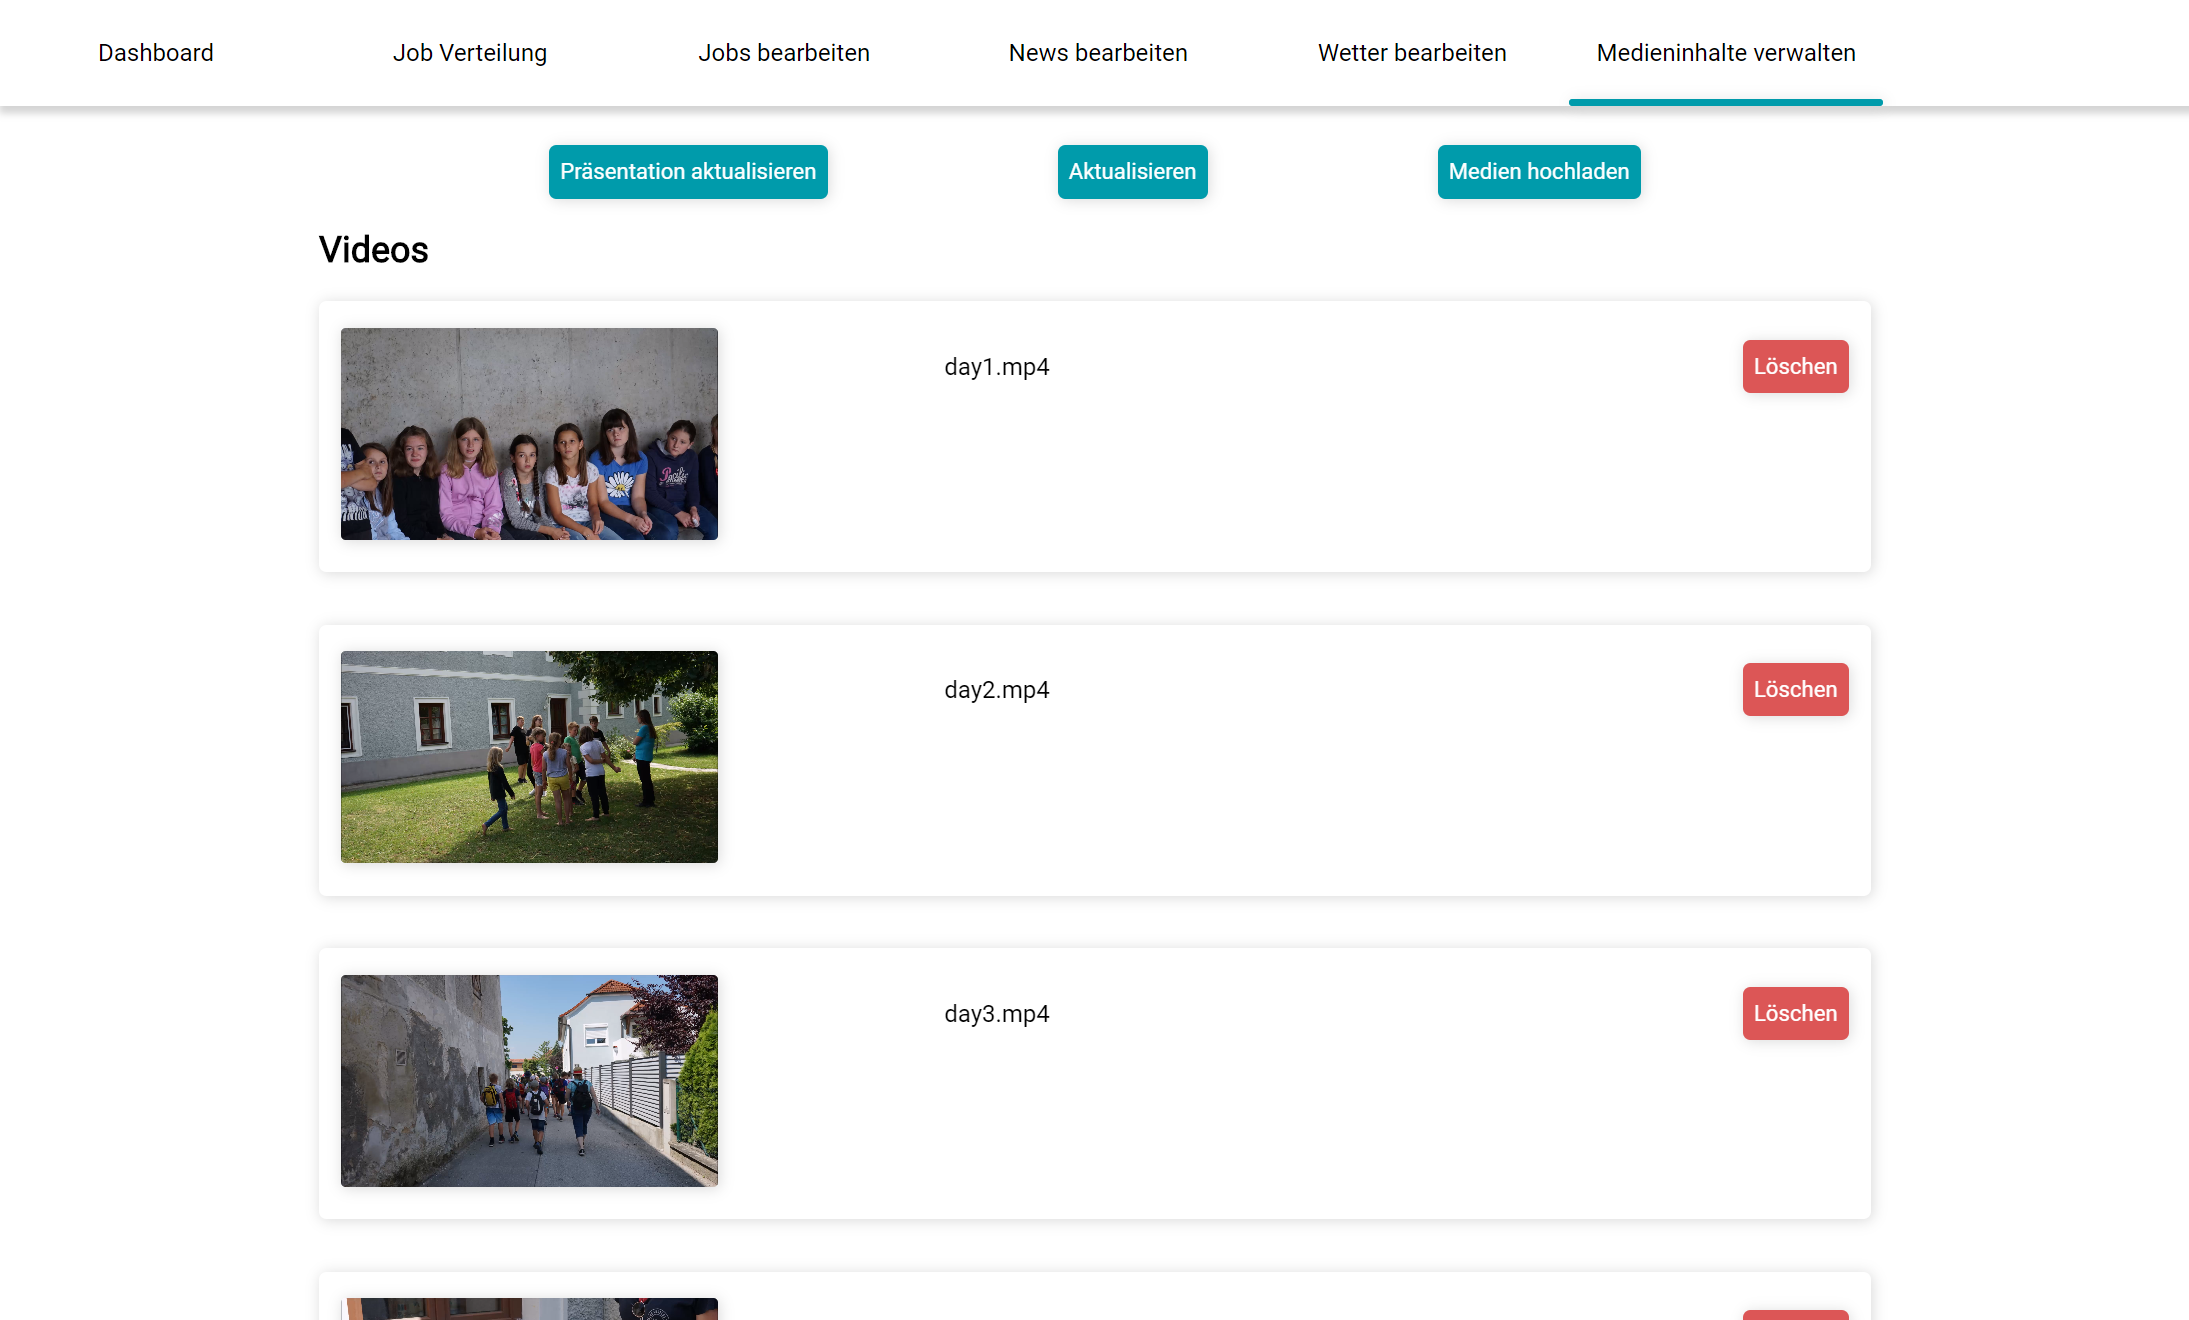 Dashboard
Job Verteilung
Jobs bearbeiten
News bearbeiten
Wetter bearbeiten
Medieninhalte verwalten
Präsentation aktualisieren
Aktualisieren
Medien hochladen
Videos
day1.mp4
Löschen
day2.mp4
Löschen
day3.mp4
Löschen